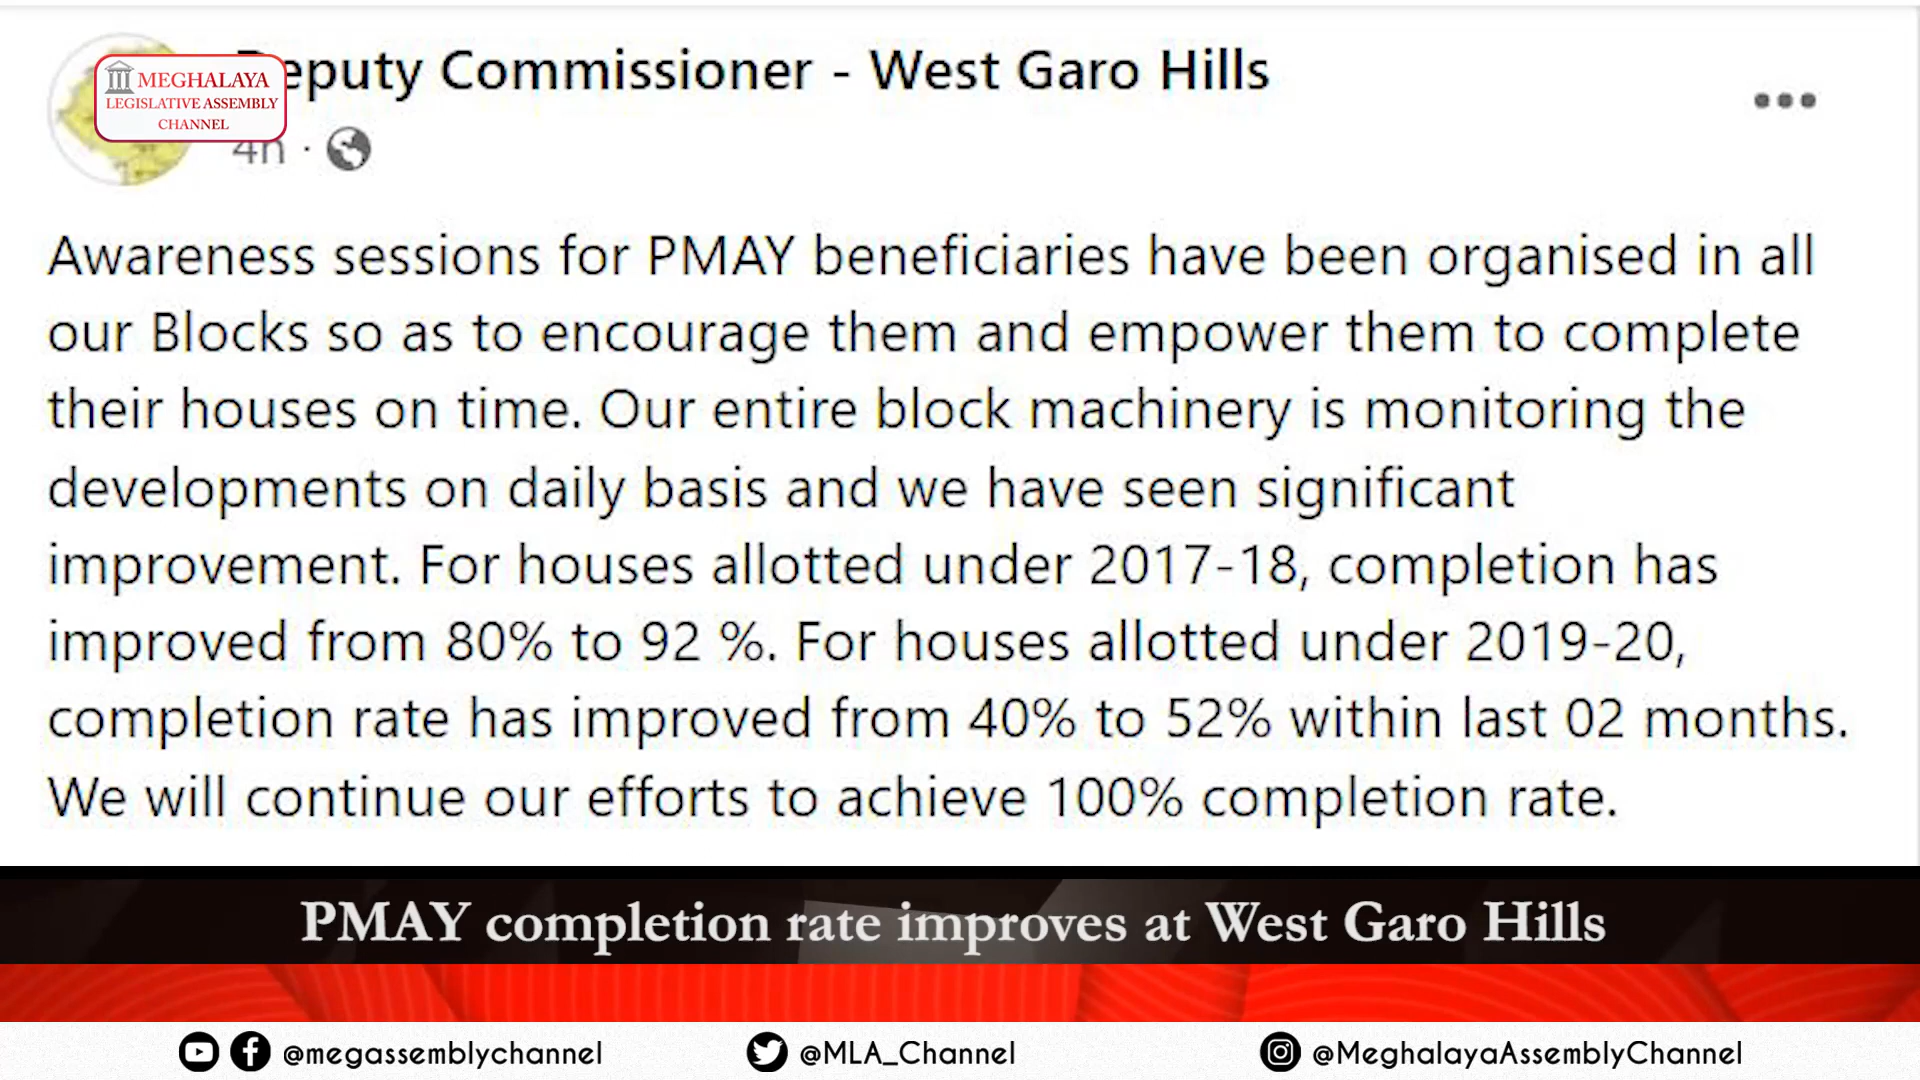 Deputy Commissioner - West Garo Hills
MEGHALAYA
LEGISLATIVE ASSEMBLY
CHANNEL
4h ·
Awareness sessions for PMAY beneficiaries have been organised in all
our Blocks so as to encourage them and empower them to complete
their houses on time. Our entire block machinery is monitoring the
developments on daily basis and we have seen significant
improvement. For houses allotted under 2017-18, completion has
improved from 80% to 92 %. For houses allotted under 2019-20,
completion rate has improved from 40% to 52% within last 02 months.
We will continue our efforts to achieve 100% completion rate.
PMAY completion rate improves at West Garo Hills
@megassemblychannel
@MLA_Channel
@MeghalayaAssemblyChannel